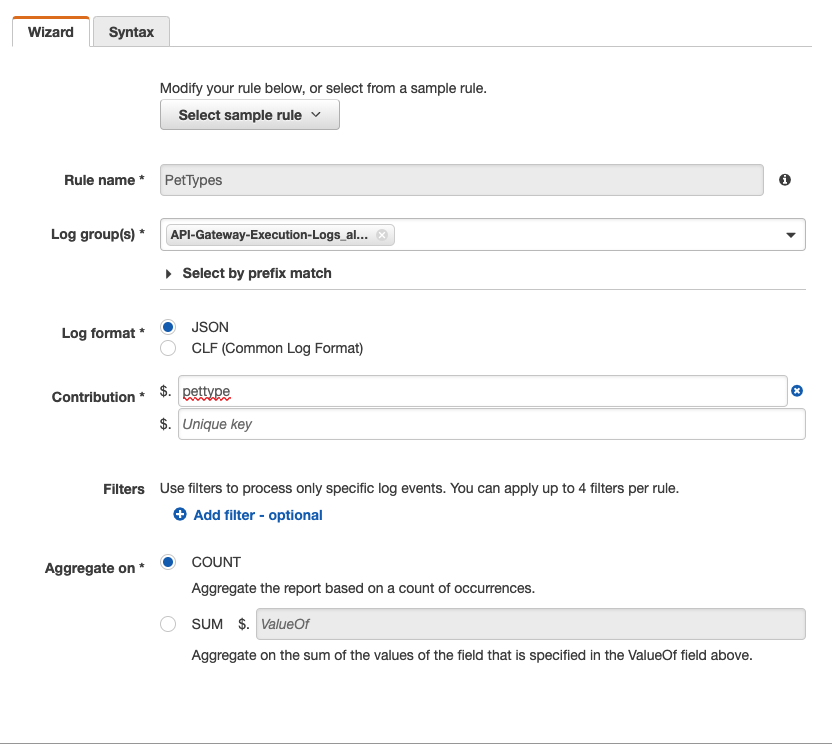 Wizard Syntax
Modify your rule below, or select from a sample rule.
Select sample rule
Rule name * PetTypes
Log group(s) * API-Gateway-Execution-Logs_al...
Select by prefix match
Log format * JSON
CLF (Common Log Format)
Contribution * $. pettype
$. Unique key
Filters Use filters to process only specific log events. You can apply up to 4 filters per rule.
Add filter - optional
Aggregate on * COUNT
Aggregate the report based on a count of occurrences.
SUM $. ValueOf
Aggregate on the sum of the values of the field that is specified in the ValueOf field above.